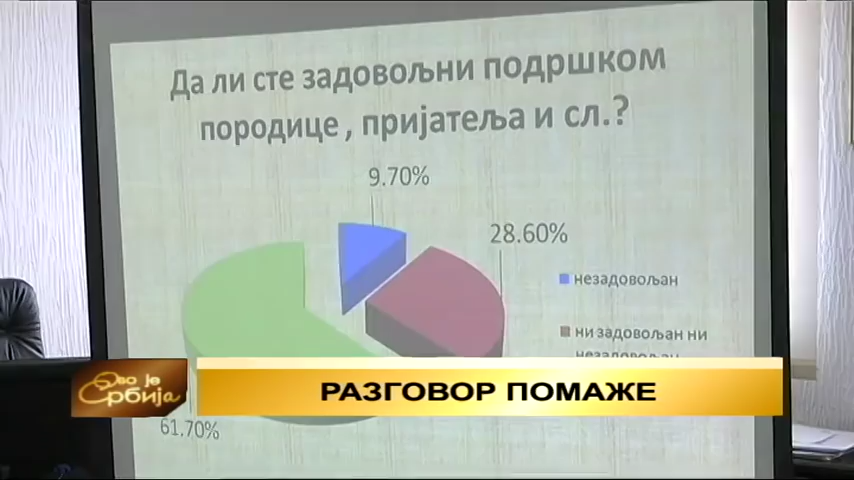 Да ли сте задовољни подршком
породице , пријатеља и сл.?
9.70%
28.60%
незадовољан
ни задовољан ни
незадовољан
61.70%
Ово је
Србија
РАЗГОВОР ПОМАЖЕ